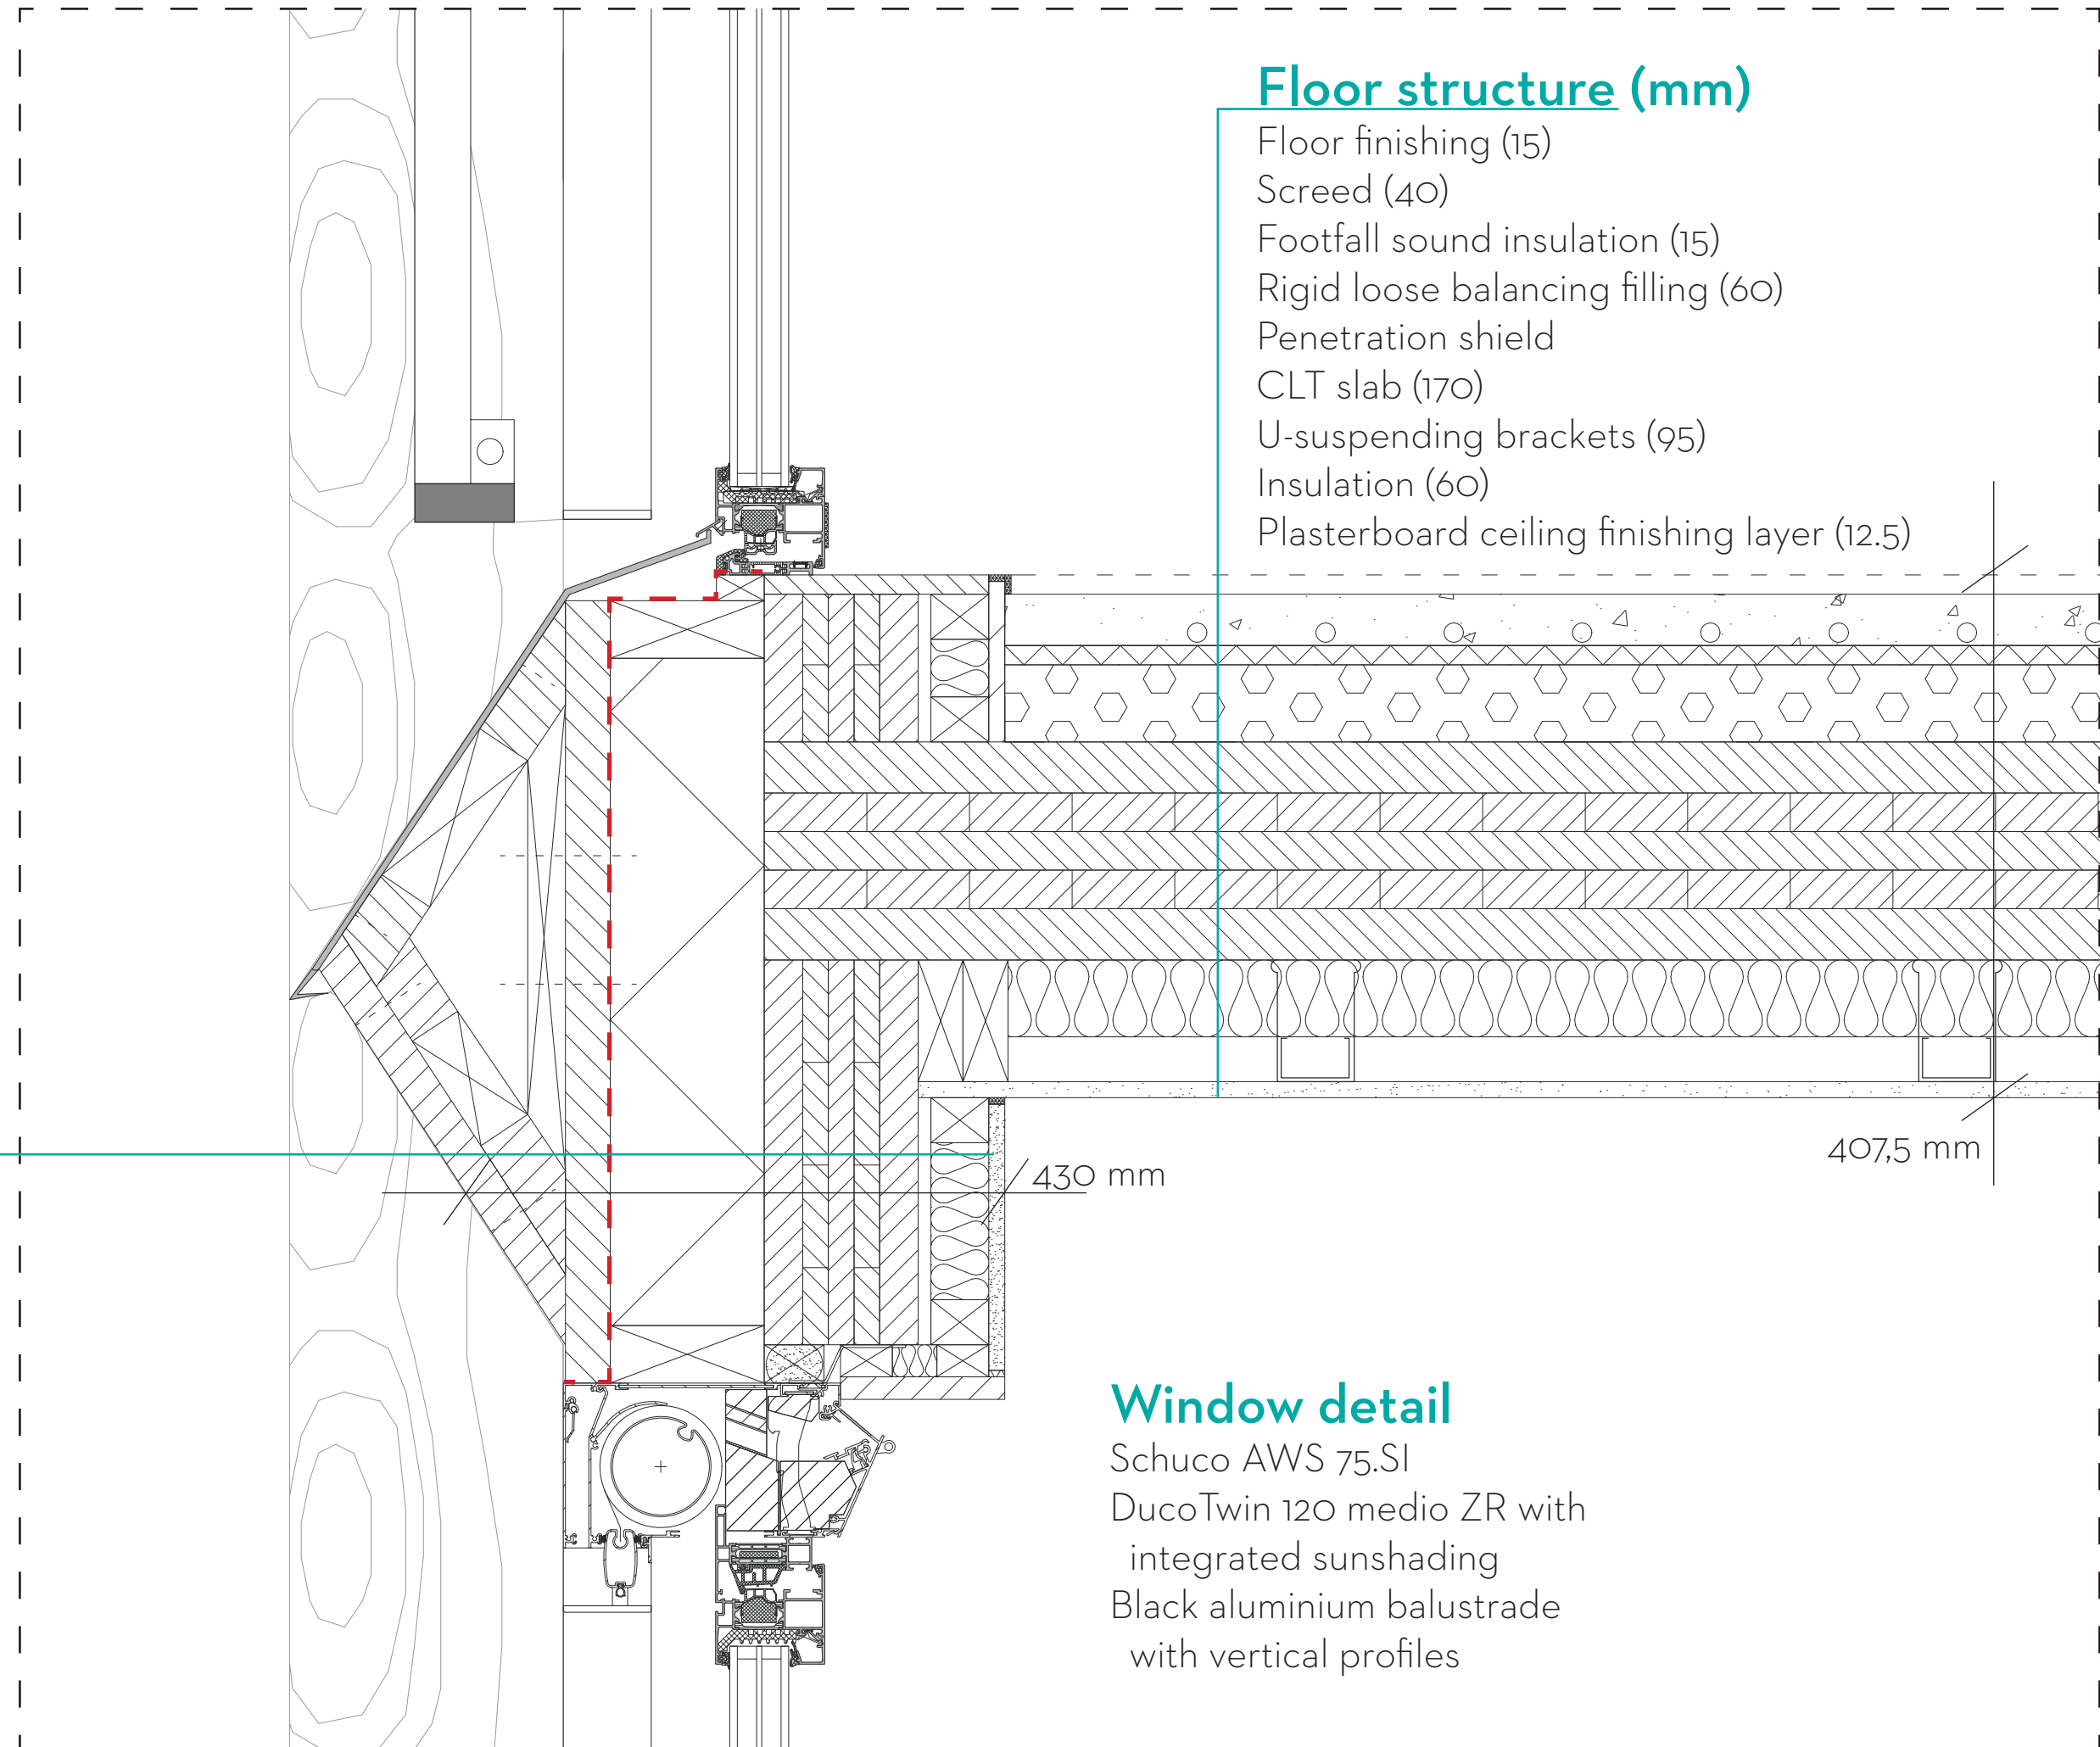 Floor structure (mm)
Floor finishing (15)
Screed (40)
Footfall sound insulation (15)
Rigid loose balancing filling (60)
Penetration shield
CLT slab (170)
U-suspending brackets (95)
Insulation (60)
Plasterboard ceiling finishing layer (12.5)
407,5 mm
430 mm
Window detail
Schuco AWS 75.SI
DucoTwin 120 medio ZR with
integrated sunshading
Black aluminium balustrade
with vertical profiles